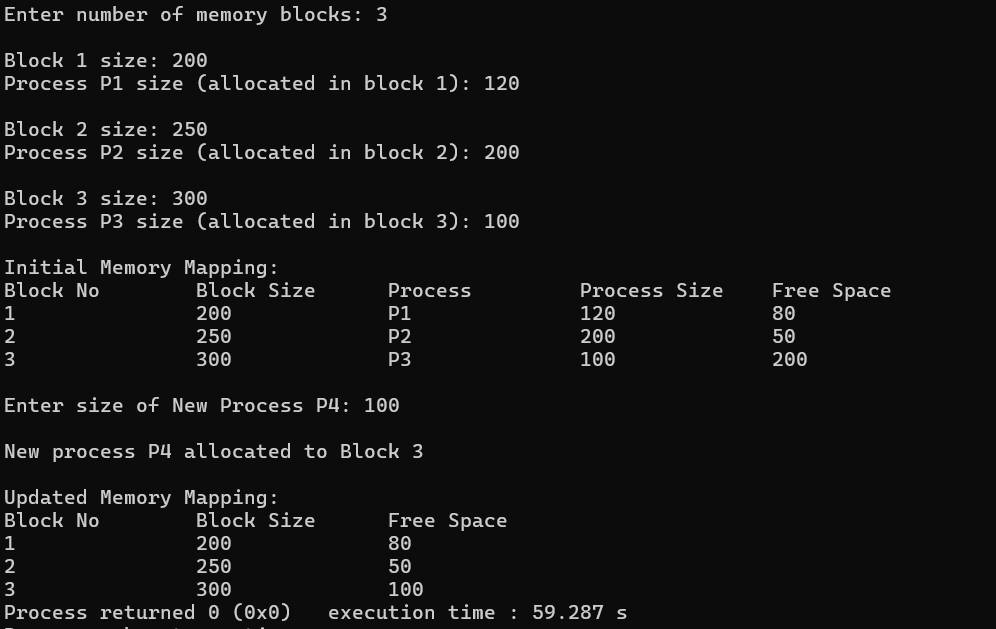 Enter number of memory blocks: 3
Block 1 size: 200
Process P1 size (allocated in block 1): 120
Block 2 size: 250
Process P2 size (allocated in block 2): 200
Block 3 size: 300
Process P3 size (allocated in block 3): 100
Initial Memory Mapping:
Block No Block Size Process Process Size Free Space
1 200 P1 120 80
2 250 P2 200 50
3 300 P3 100 200
Enter size of New Process P4: 100
New process P4 allocated to Block 3
Updated Memory Mapping:
Block No Block Size Free Space
1 200 80
2 250 50
3 300 100
Process returned 0 (0x0) execution time : 59.287 s